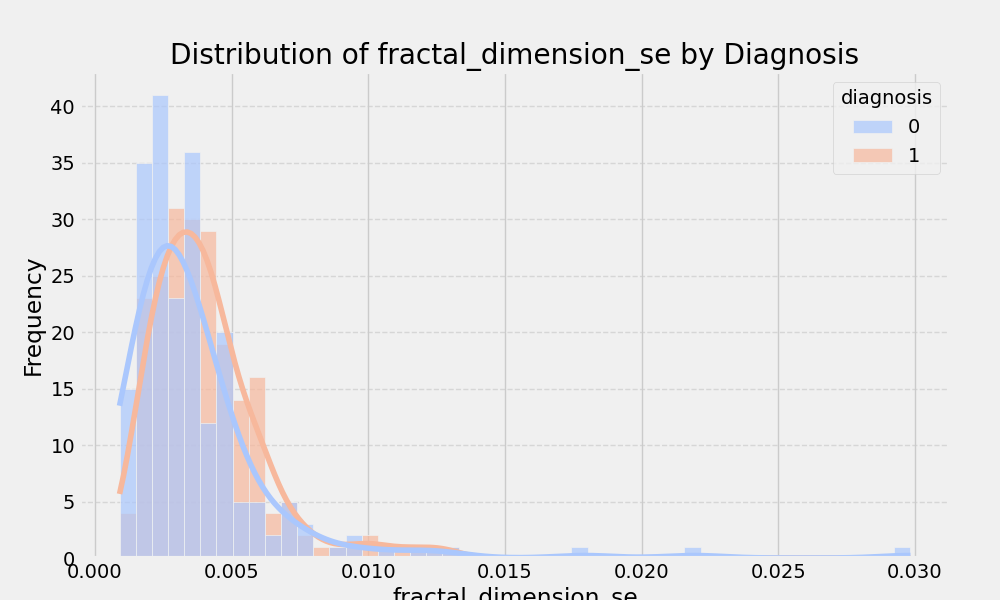 Distribution of fractal_dimension_se by Diagnosis
diagnosis
0
1
Frequency
40
35
30
25
20
15
10
5
0
0.000 0.005 0.010 0.015 0.020 0.025 0.030
fractal_dimension_se